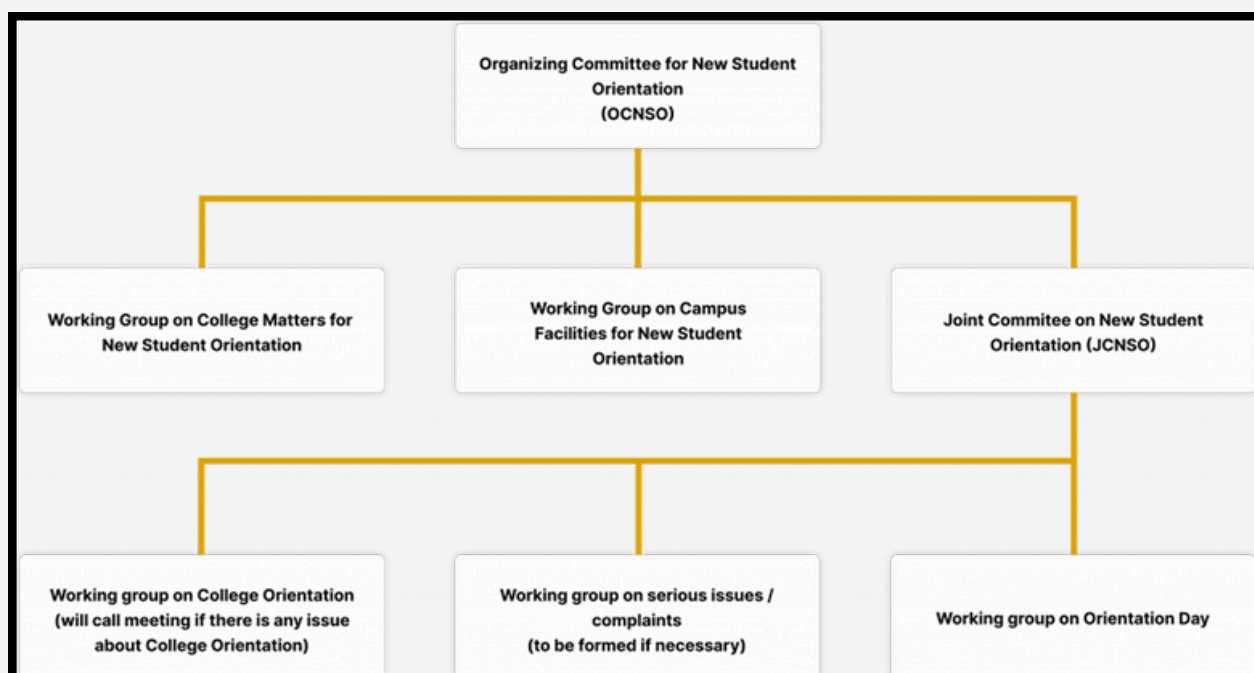 Organizing Committee for New Student
Orientation
(OCNSO)
Working Group on College Matters for
New Student Orientation
Working Group on Campus
Facilities for New Student
Orientation
Joint Commitee on New Student
Orientation (JCNSO)
Working group on College Orientation
(will call meeting if there is any issue
about College Orientation)
Working group on serious issues /
complaints
(to be formed if necessary)
Working group on Orientation Day